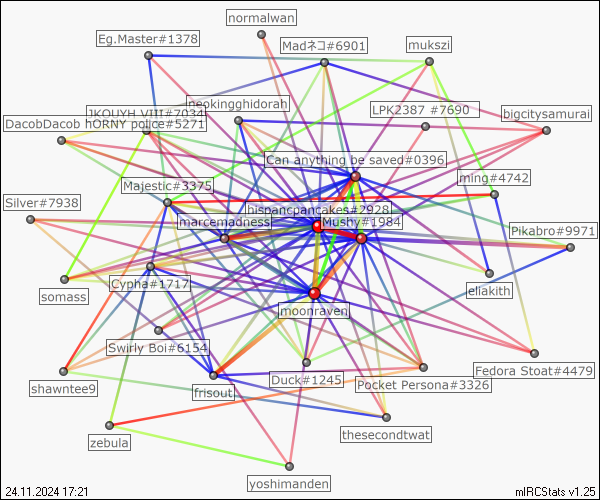 normalwan
Eg.Master#1378
Madネコ#6901
mukszi
neokingghidorah
LPK2387 #7690
JKOUYH VIII#7034
bigcitysamurai
DacobDacob hORNY police#5271
Can anything be saved#0396
ming#4742
Majestic#3375
Silver#7938
hispancpancakes#2928
marcemadness
Mushy#1984
Pikabro#9971
Cypha#1717
somass
ellakith
moonraven
Swirly Boi#6154
Fedora Stoat#4479
Duck#1245
Pocket Persona#3326
shawntee9
frisout
thesecondtwat
zebula
yoshimanden
24.11.2024 17:21
mIRCStats v1.25